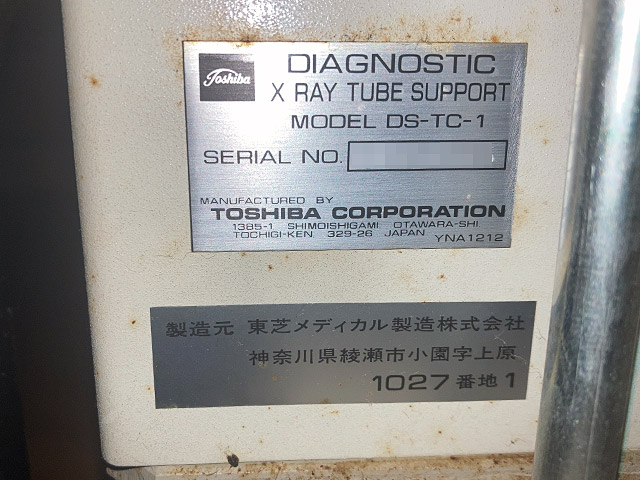 Toshiba
DIAGNOSTIC
X RAY TUBE SUPPORT
MODEL DS-TC-1
SERIAL NO.
MANUFACTURED BY
TOSHIBA CORPORATION
1385-1 SHIMOISHIGAMI OTAWARA-SHI
TOCHIGI-KEN 329-26 JAPAN YNA1212
製造元 東芝メディカル製造株式会社
神奈川県綾瀬市小園字上原
1027番地1